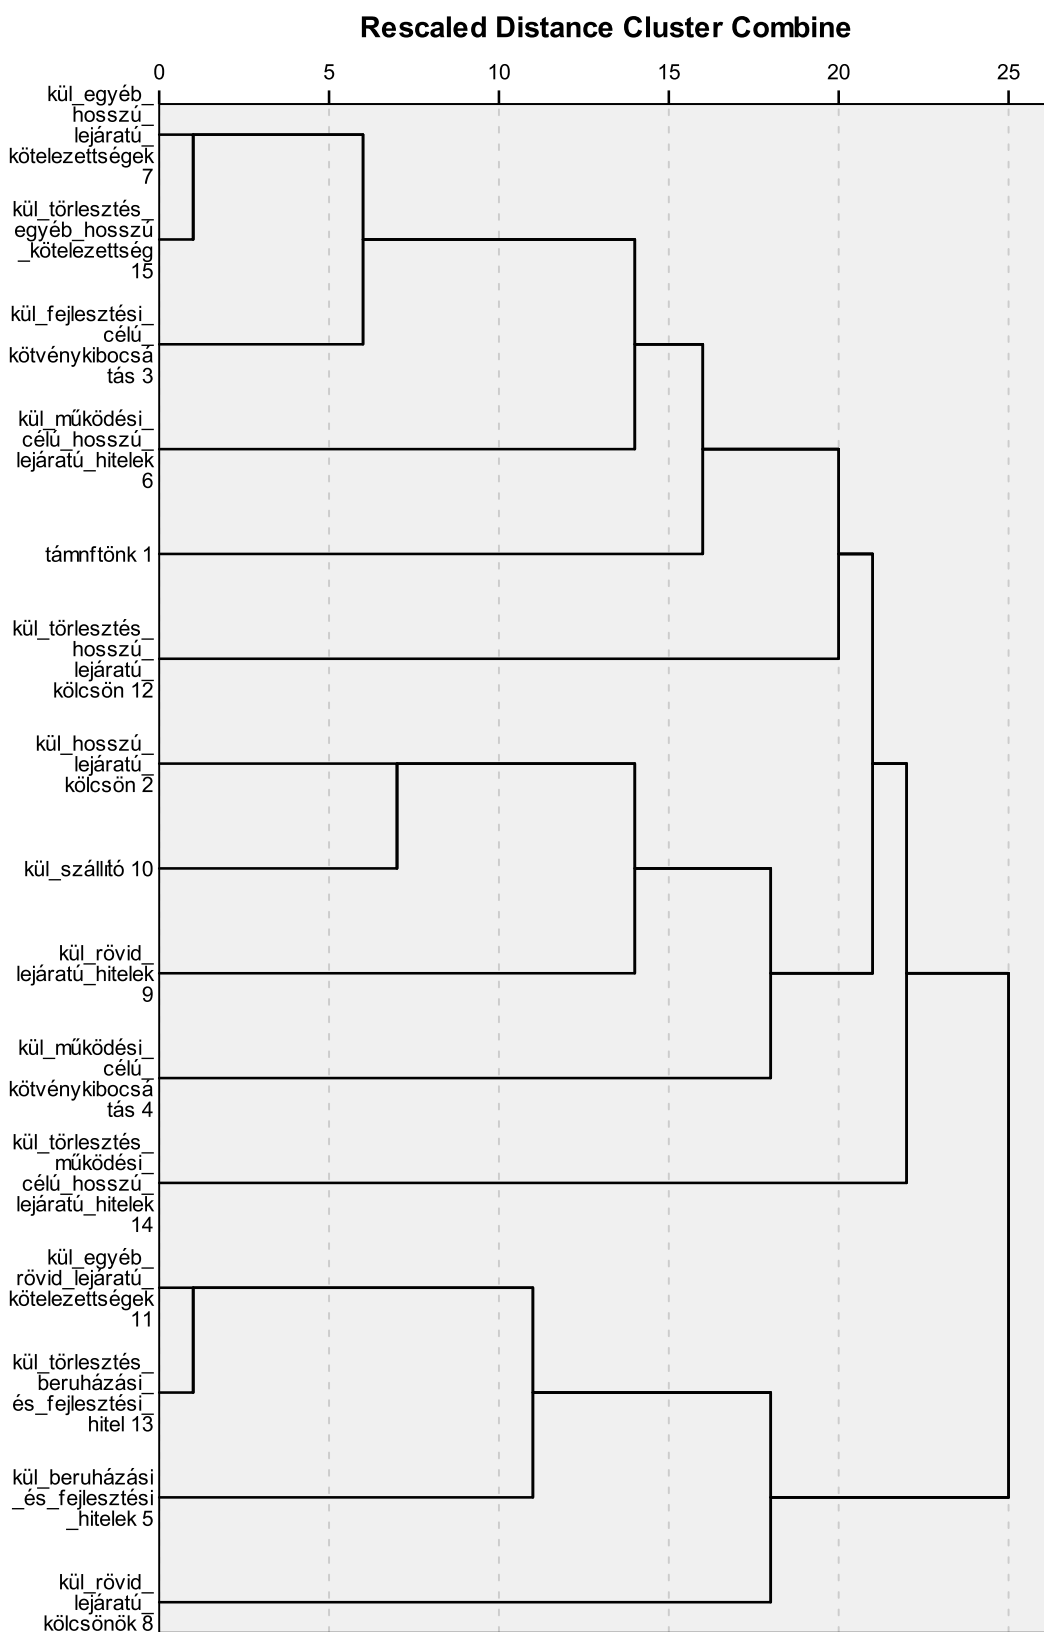 Rescaled Distance Cluster Combine
0 5 10 15 20 25
kül_egyéb_
hosszú_
lejáratú_
kötelezettségek
7
kül_törlesztés_
egyéb_hosszú
_kötelezettség
15
kül_fejlesztési_
célú_
kötvénykibocsá
tás 3
kül_működési_
célú_hosszú_
lejáratú_hitelek
6
támnftönk 1
kül_törlesztés_
hosszú_
lejáratú_
kölcsön 12
kül_hosszú_
lejáratú_
kölcsön 2
kül_szállító 10
kül_rövid_
lejáratú_hitelek
9
kül_működési_
célú_
kötvénykibocsá
tás 4
kül_törlesztés_
működési_
célú_hosszú_
lejáratú_hitelek
14
kül_egyéb_
rövid_lejáratú_
kötelezettségek
11
kül_törlesztés_
beruházási_
és_fejlesztési_
hitel 13
kül_beruházási
_és_fejlesztési
_hitelek 5
kül_rövid_
lejáratú_
kölcsönök 8